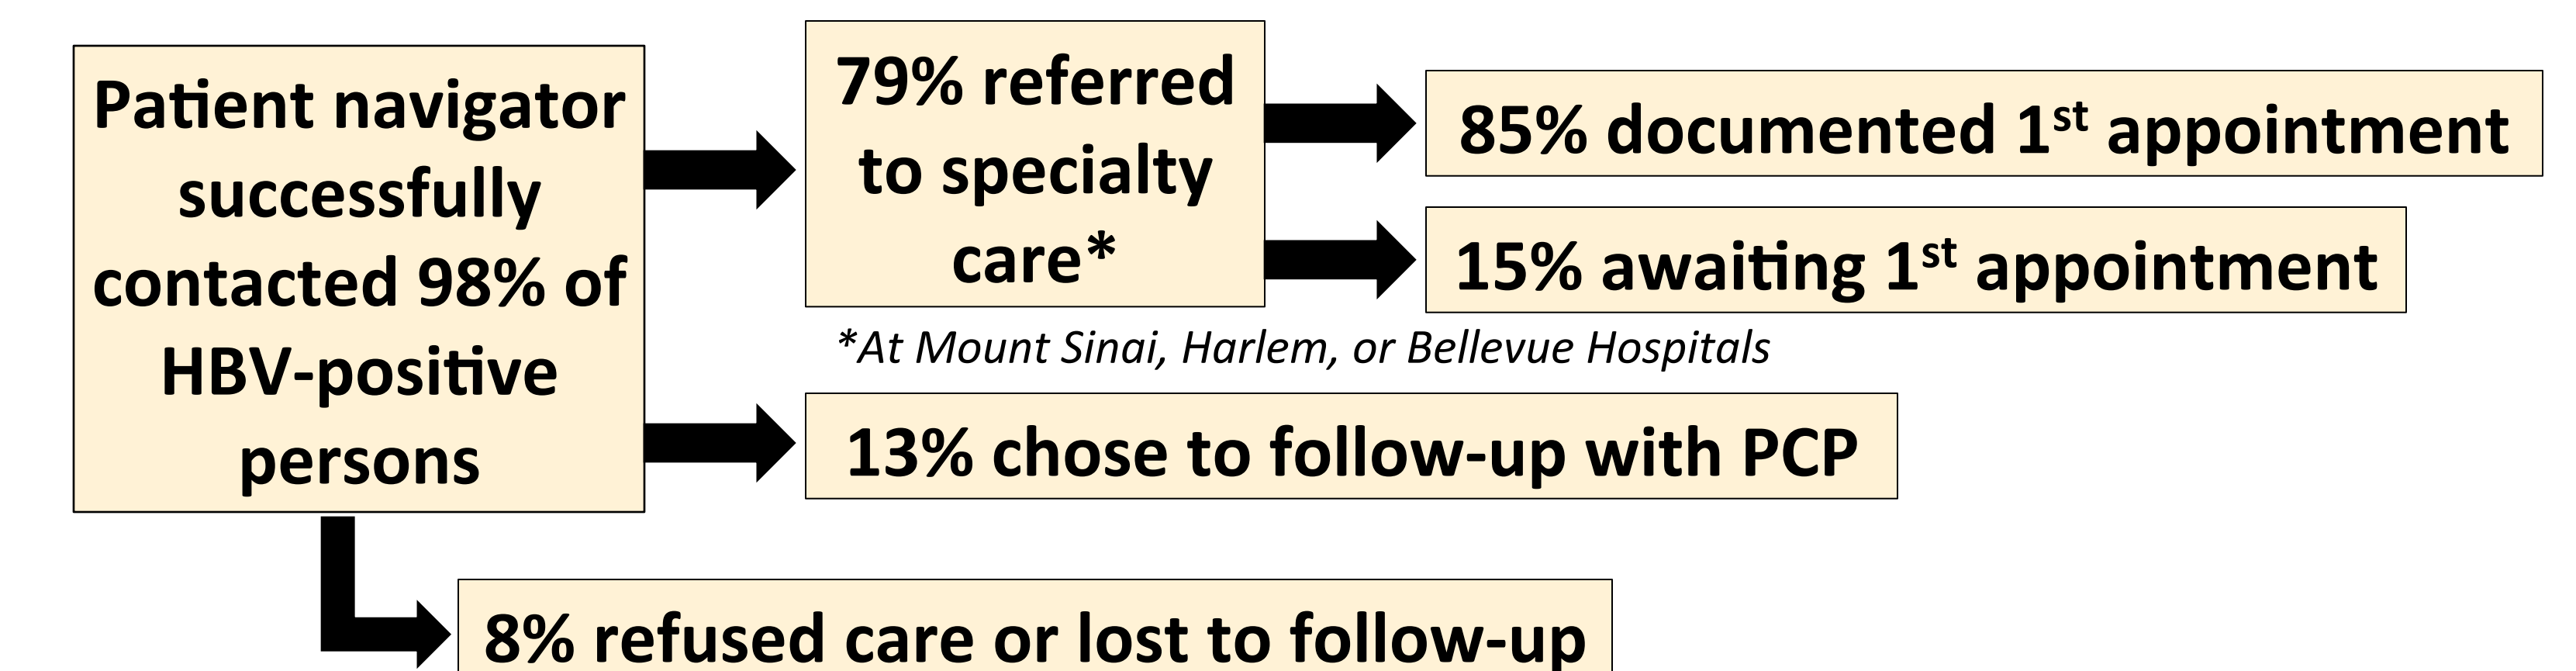 Patient navigator
successfully
contacted 98% of
HBV-positive
persons
79% referred
to specialty
care*
85% documented 1st appointment
15% awaiting 1st appointment
*At Mount Sinai, Harlem, or Bellevue Hospitals
13% chose to follow-up with PCP
8% refused care or lost to follow-up